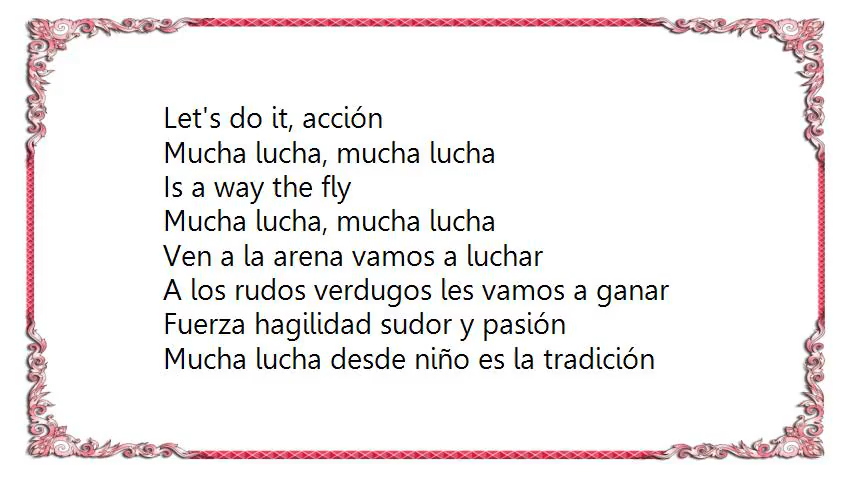 Let's do it, acción
Mucha lucha, mucha lucha
Is a way the fly
Mucha lucha, mucha lucha
Ven a la arena vamos a luchar
A los rudos verdugos les vamos a ganar
Fuerza hagilidad sudor y pasión
Mucha lucha desde niño es la tradición